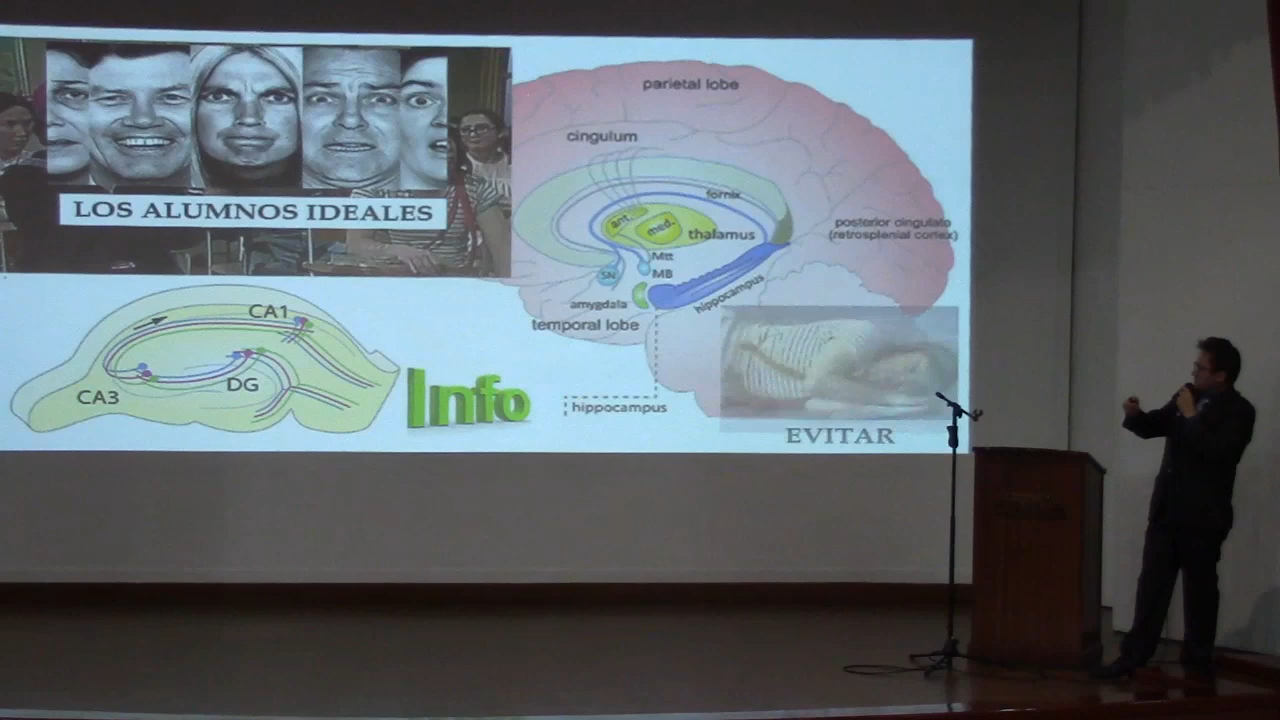 LOS ALUMNOS IDEALES
parietal lobe
cingulum
fornix
ant.
med.
thalamus
posterior cingulate
(retrosplenial cortex)
Mtt
SN
MB
amygdala
hippocampus
temporal lobe
CA1
CA3
DG
Info
hippocampus
EVITAR